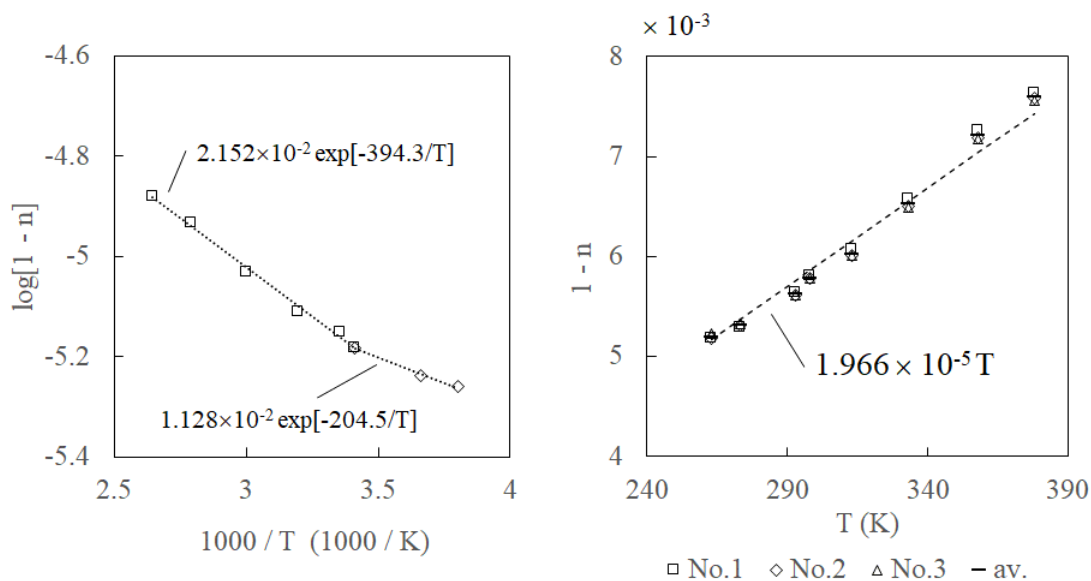 × 10⁻³
-4.6
-4.8
-5
-5.2
-5.4
log[1 - n]
2.152×10⁻² exp[-394.3/T]
1.128×10⁻² exp[-204.5/T]
2.5 3 3.5 4
1000 / T (1000 / K)
8
7
6
5
4
1 - n
1.966 × 10⁻⁵ T
240 290 340 390
T (K)
No.1 No.2 No.3 av.